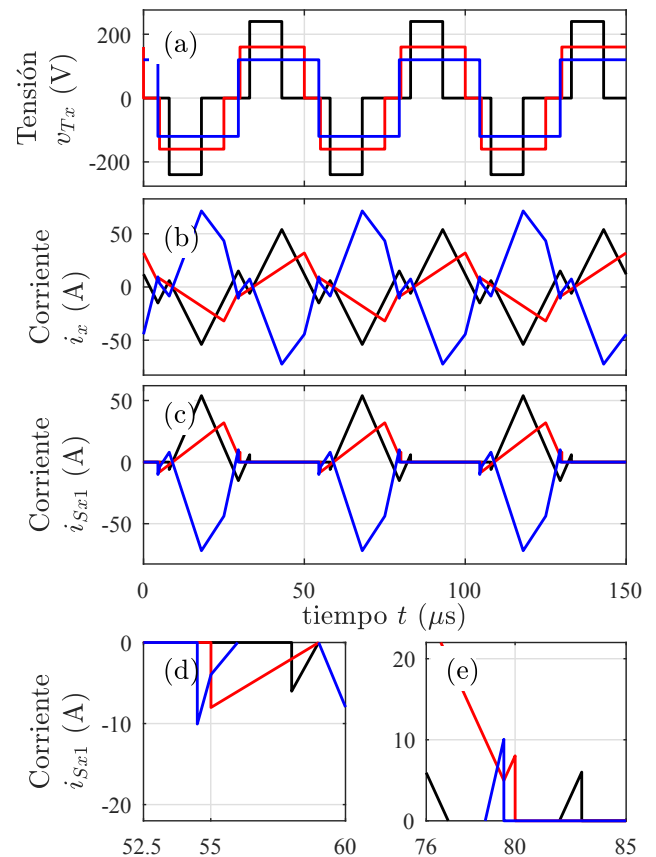 (a)
Tensión
v_{Tx} (V)
200
0
-200
(b)
Corriente
i_x (A)
50
0
-50
(c)
Corriente
i_{Sx1} (A)
50
0
-50
0 50 100 150
tiempo t (μs)
(d)
Corriente
i_{Sx1} (A)
0
-10
-20
52.5 55 60
(e)
20
10
0
76 80 85